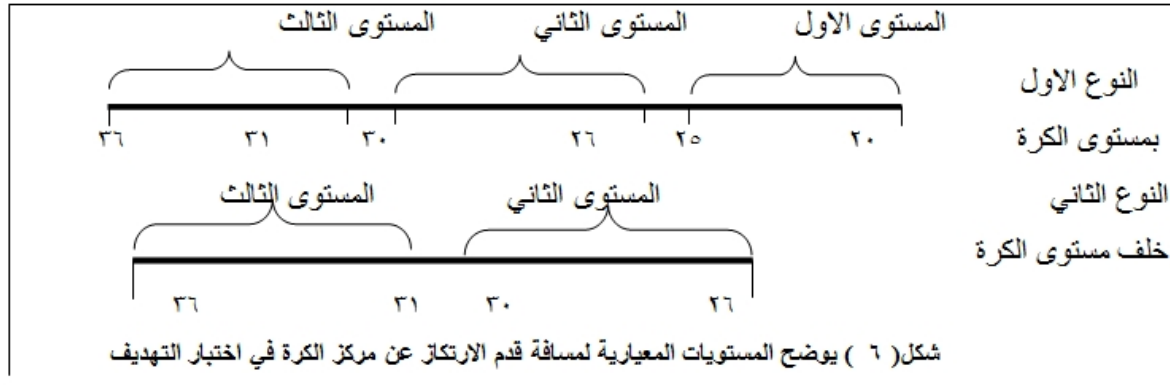 المستوى الاول المستوى الثاني المستوى الثالث
النوع الاول
بمستوى الكرة
٢٠ ٢٥ ٢٦ ٣٠ ٣١ ٣٦
النوع الثاني
المستوى الثاني المستوى الثالث
خلف مستوى الكرة
٢٦ ٣٠ ٣١ ٣٦
شكل( ٦ ) يوضح المستويات المعيارية لمسافة قدم الارتكاز عن مركز الكرة في اختبار التهديف